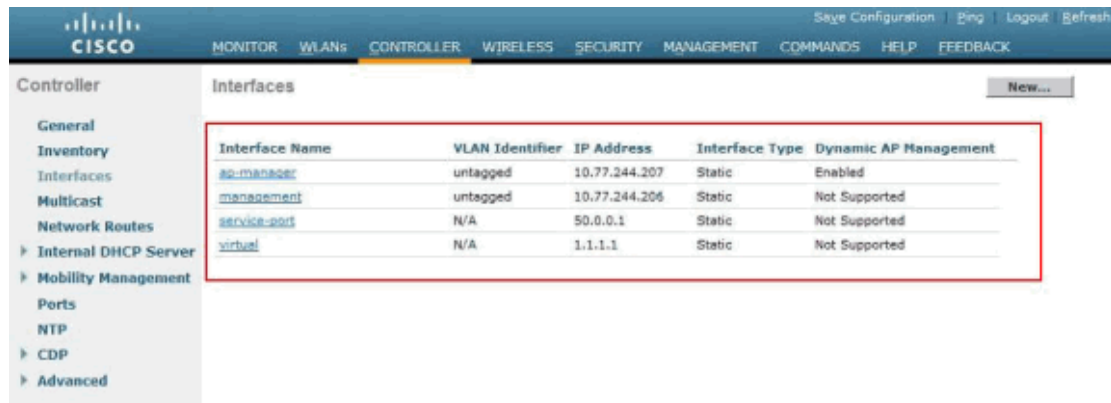 Save Configuration | Ping | Logout | Refresh
CISCO
MONITOR WLANs CONTROLLER WIRELESS SECURITY MANAGEMENT COMMANDS HELP FEEDBACK
Controller
General
Inventory
Interfaces
Multicast
Network Routes
Internal DHCP Server
Mobility Management
Ports
NTP
CDP
Advanced
Interfaces
New...
Interface Name VLAN Identifier IP Address Interface Type Dynamic AP Management
ap-manager untagged 10.77.244.207 Static Enabled
management untagged 10.77.244.206 Static Not Supported
service-port N/A 50.0.0.1 Static Not Supported
virtual N/A 1.1.1.1 Static Not Supported